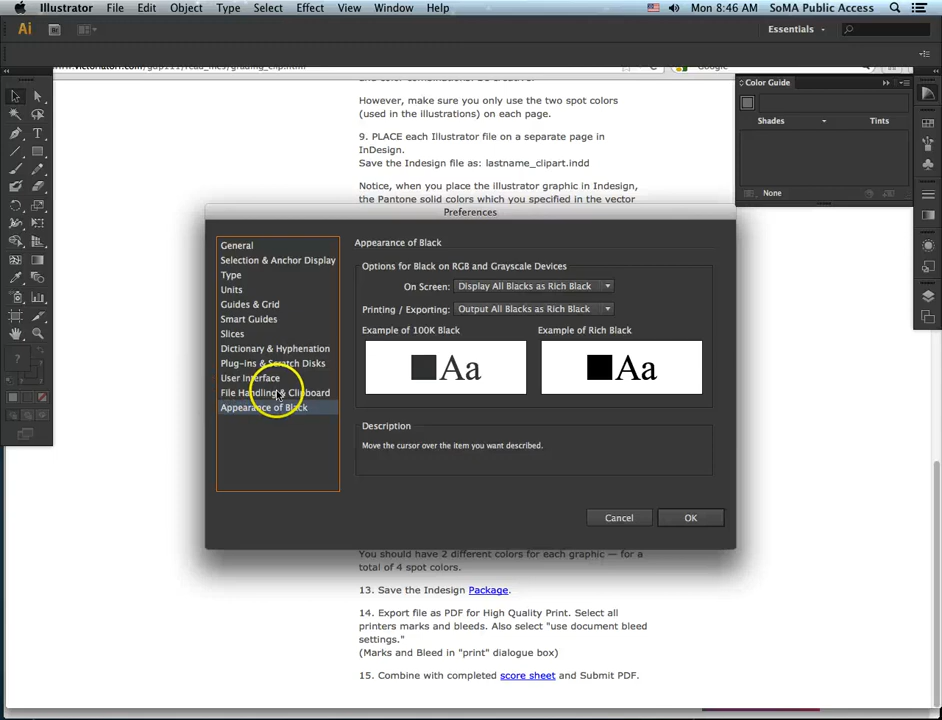 Illustrator File Edit Object Type Select Effect View Window Help Mon 8:46 AM SoMA Public Access
Ai Br Essentials
Google
However, make sure you only use the two spot colors
(used in the illustrations) on each page.
9. PLACE each Illustrator file on a separate page in
InDesign.
Save the Indesign file as: lastname_clipart.indd
Notice, when you place the illustrator graphic in Indesign,
the Pantone solid colors which you specified in the vector
Color Guide
Shades Tints
None
Preferences
General
Selection & Anchor Display
Type
Units
Guides & Grid
Smart Guides
Slices
Dictionary & Hyphenation
Plug-ins & Scratch Disks
User Interface
File Handling & Clipboard
Appearance of Black
Appearance of Black
Options for Black on RGB and Grayscale Devices
On Screen: Display All Blacks as Rich Black
Printing / Exporting: Output All Blacks as Rich Black
Example of 100K Black Example of Rich Black
Aa Aa
Description
Move the cursor over the item you want described.
Cancel OK
You should have 2 different colors for each graphic — for a
total of 4 spot colors.
13. Save the Indesign Package.
14. Export file as PDF for High Quality Print. Select all
printers marks and bleeds. Also select "use document bleed
settings."
(Marks and Bleed in "print" dialogue box)
15. Combine with completed score sheet and Submit PDF.